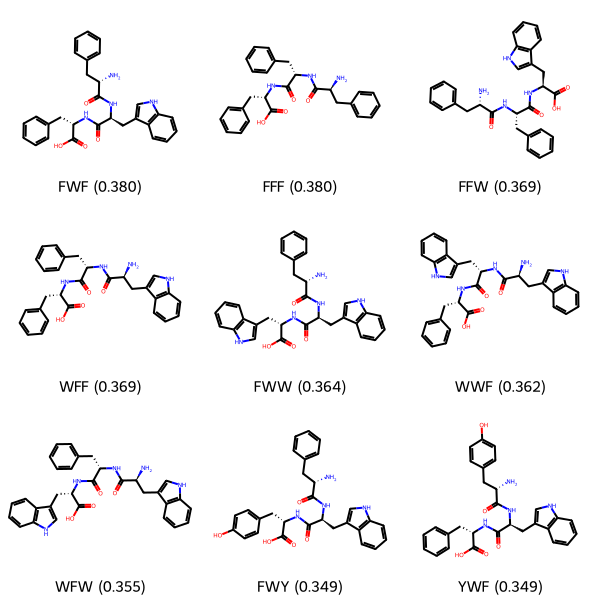 FWF (0.380)
FFF (0.380)
FFW (0.369)
WFF (0.369)
FWW (0.364)
WWF (0.362)
WFW (0.355)
FWY (0.349)
YWF (0.349)